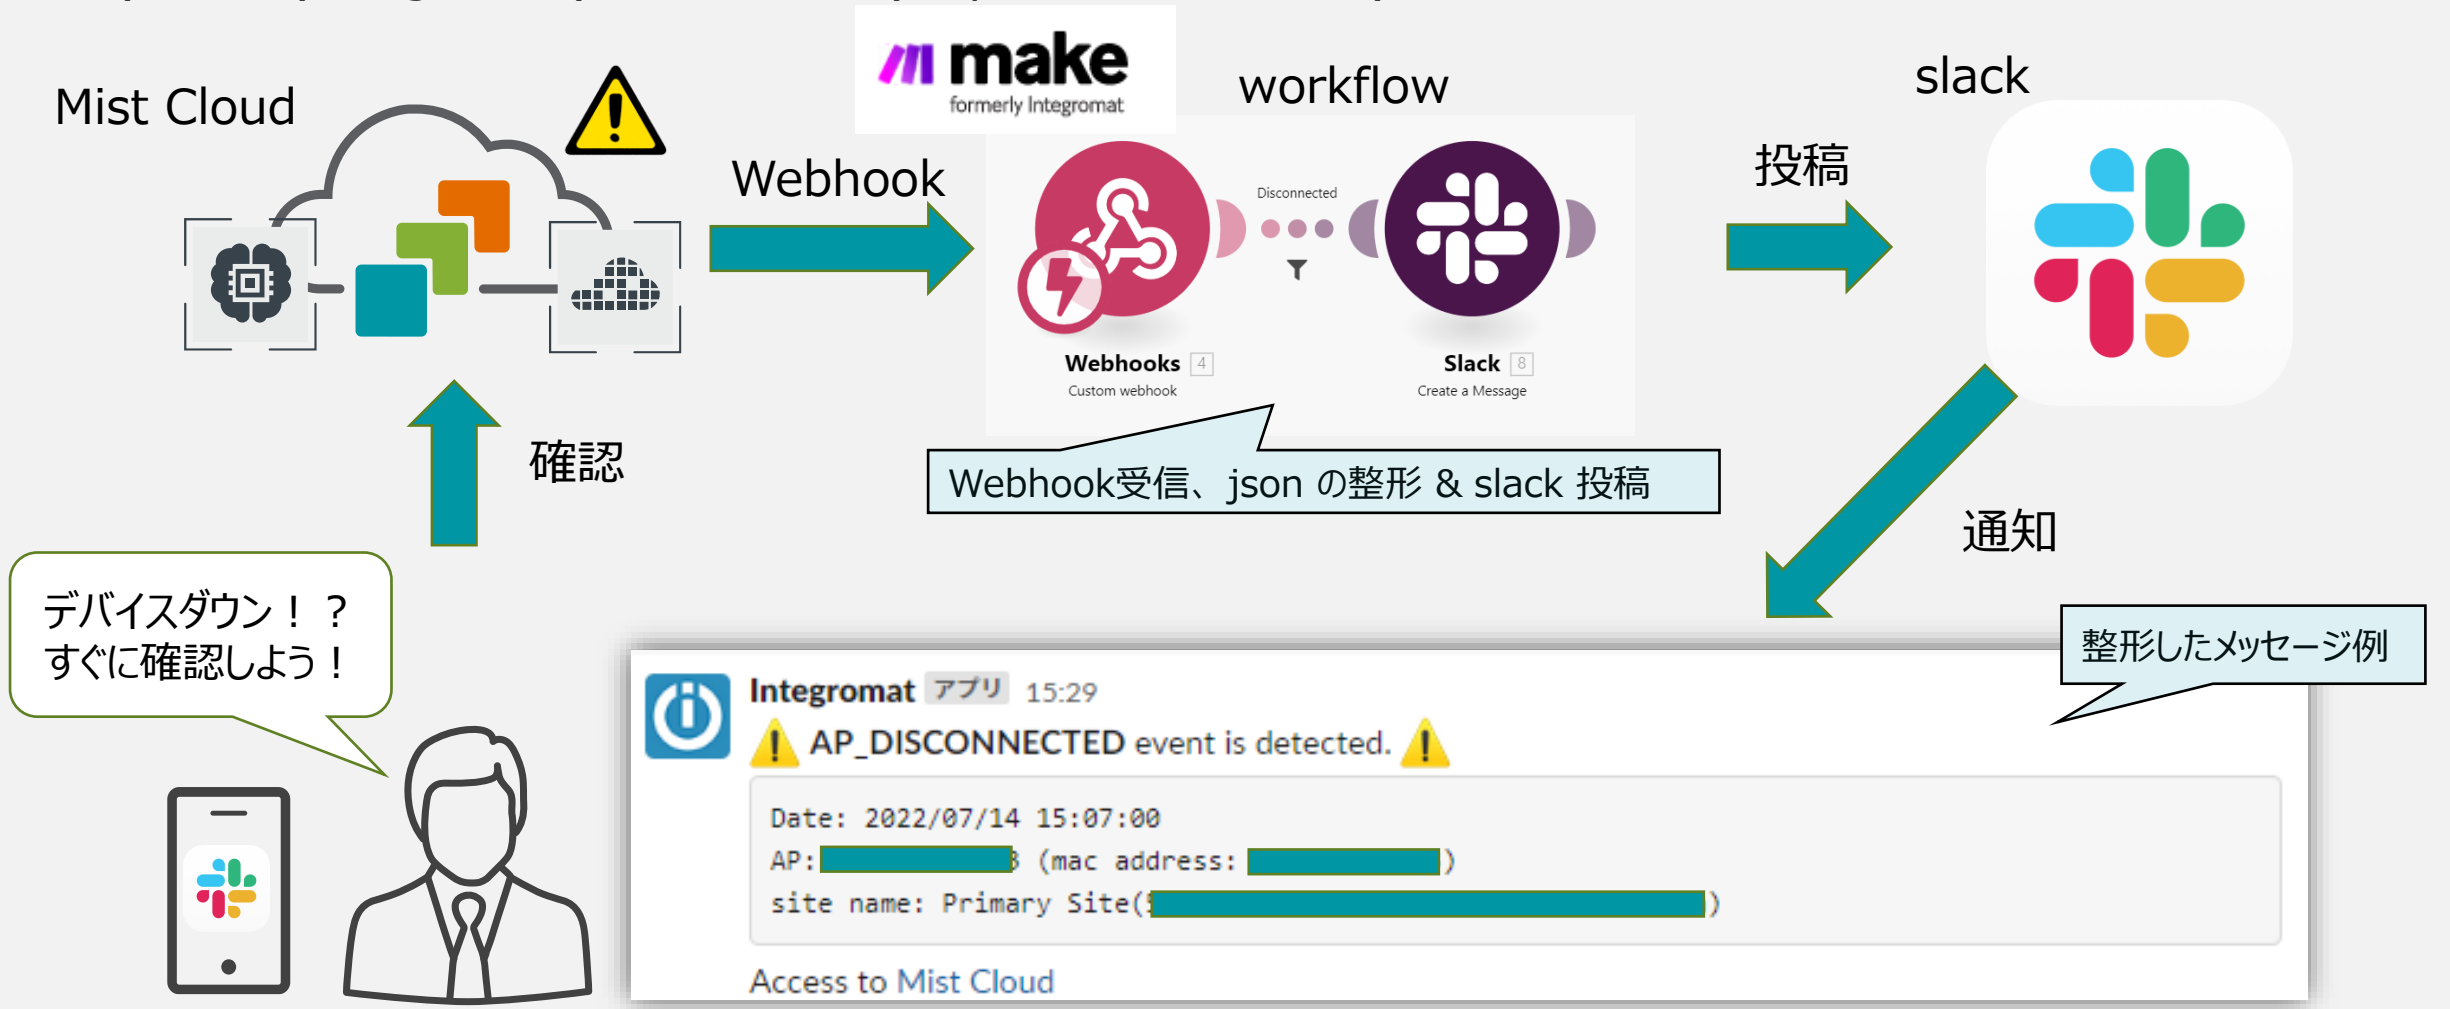 Mist Cloud
make
formerly Integromat
workflow
slack
Webhook
Disconnected
投稿
Webhooks 4
Custom webhook
Slack 8
Create a Message
確認
Webhook受信、json の整形 & slack 投稿
通知
デバイスダウン！？
すぐに確認しよう！
整形したメッセージ例
Integromat アプリ 15:29
AP_DISCONNECTED event is detected.
Date: 2022/07/14 15:07:00
AP: (mac address: )
site name: Primary Site( )
Access to Mist Cloud